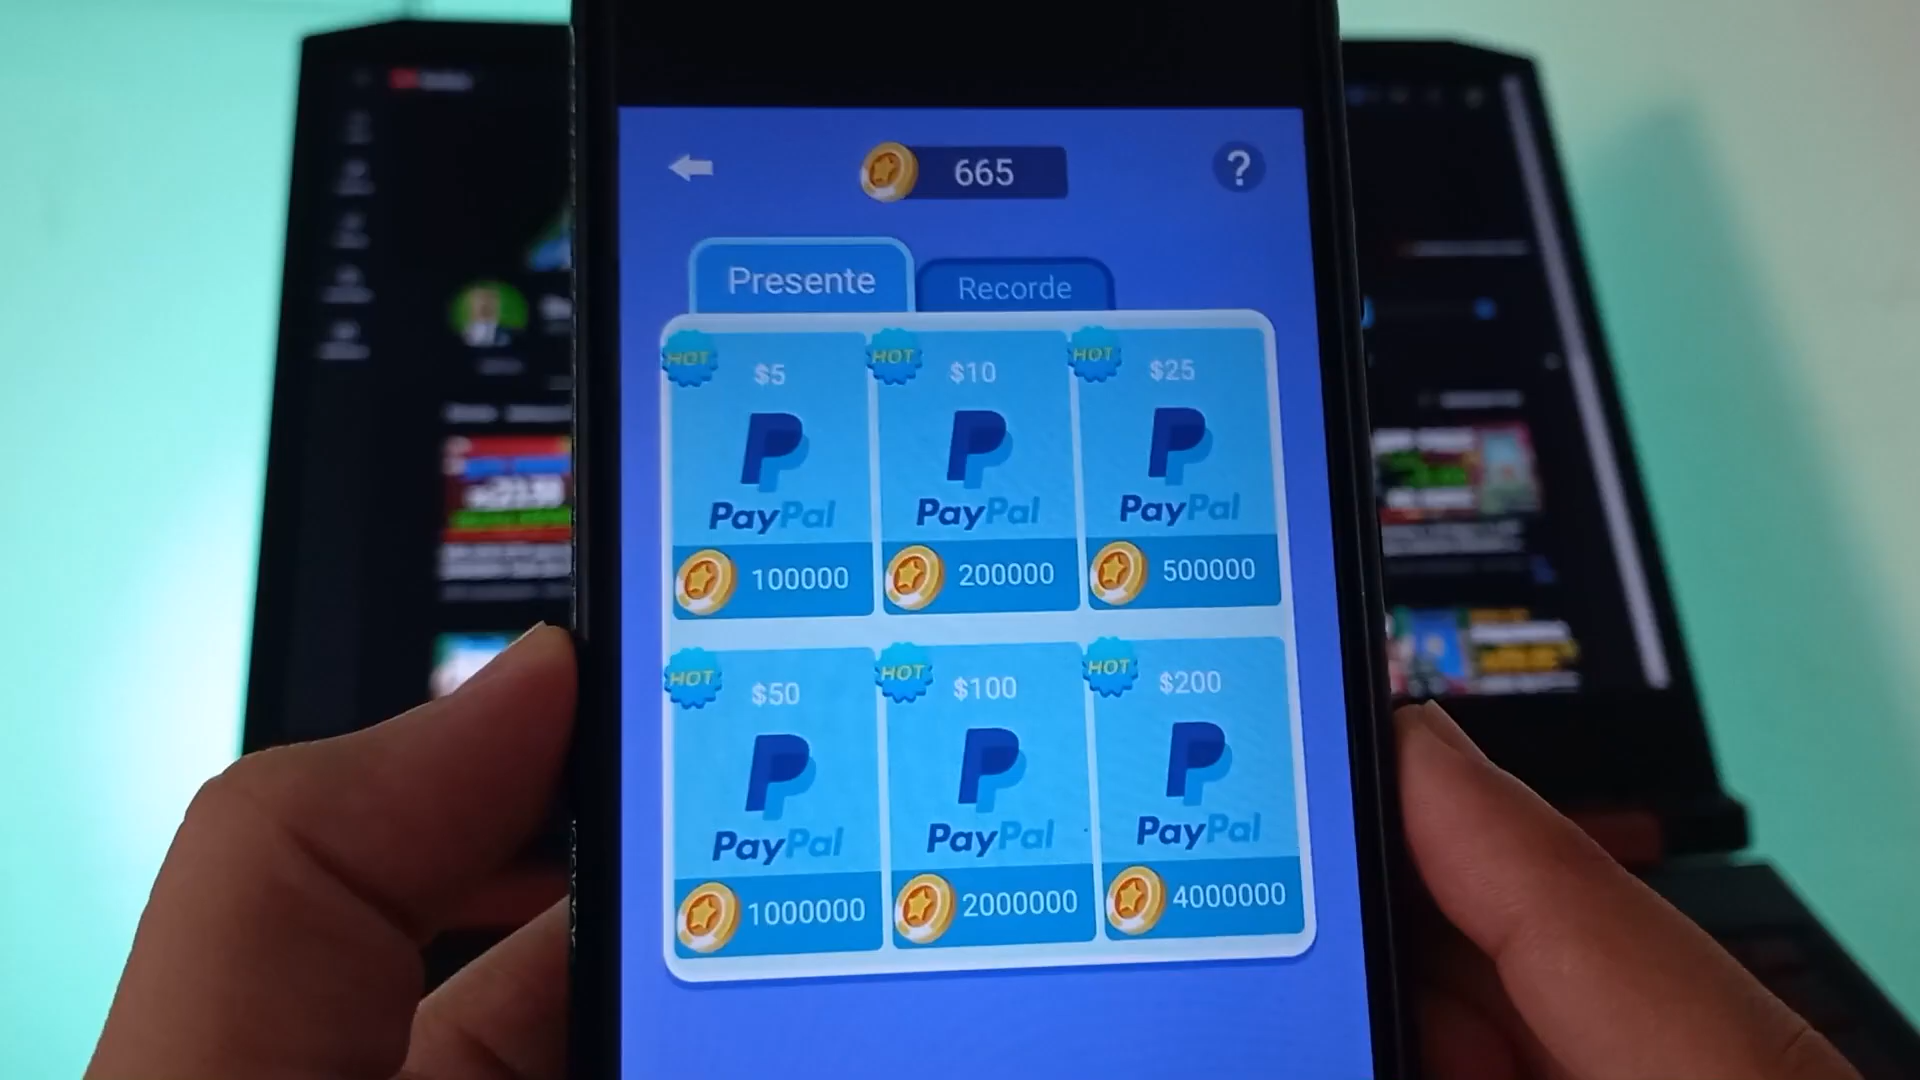 665
?
Presente
Recorde
HOT
$5
PayPal
100000
HOT
$10
PayPal
200000
HOT
$25
PayPal
500000
HOT
$50
PayPal
1000000
HOT
$100
PayPal
2000000
HOT
$200
PayPal
4000000